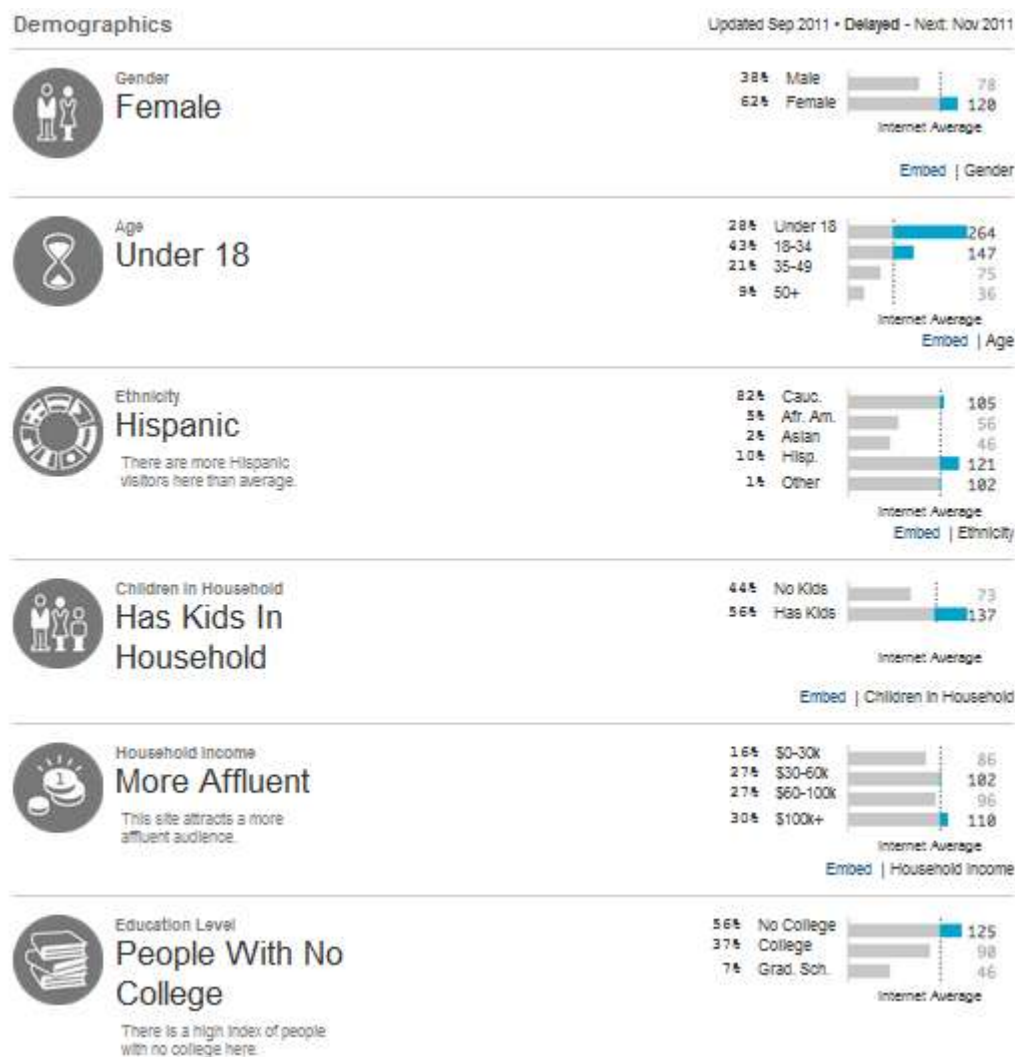 Demographics
Updated Sep 2011 • Delayed - Next: Nov 2011
Gender
Female
38% Male 78
62% Female 120
Internet Average
Embed | Gender
Age
Under 18
28% Under 18 264
43% 18-34 147
21% 35-49 75
9% 50+ 36
Internet Average
Embed | Age
Ethnicity
Hispanic
There are more Hispanic
visitors here than average.
82% Cauc. 105
5% Afr. Am. 56
2% Asian 46
10% Hisp. 121
1% Other 102
Internet Average
Embed | Ethnicity
Children in Household
Has Kids In
Household
44% No Kids 73
56% Has Kids 137
Internet Average
Embed | Children in Household
Household Income
More Affluent
This site attracts a more
affluent audience.
16% $0-30k 86
27% $30-60k 102
27% $60-100k 96
30% $100k+ 110
Internet Average
Embed | Household Income
Education Level
People With No
College
There is a high index of people
with no college here.
56% No College 125
37% College 90
7% Grad. Sch. 46
Internet Average